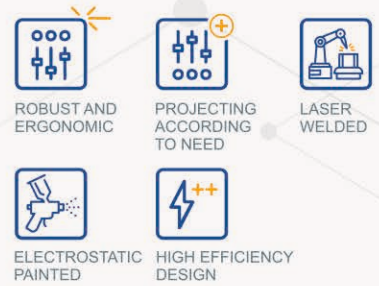 ROBUST AND
ERGONOMIC
PROJECTING
ACCORDING
TO NEED
LASER
WELDED
ELECTROSTATIC
PAINTED
HIGH EFFICIENCY
DESIGN